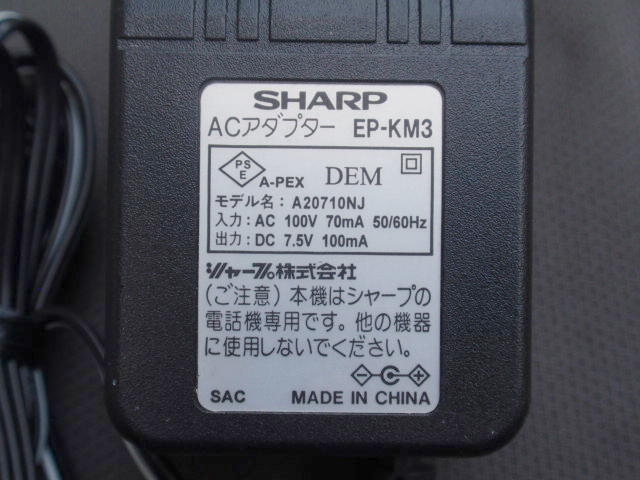 SHARP
ACアダプター EP-KM3
PS
E
A-PEX DEM
モデル名：A20710NJ
入力：AC 100V 70mA 50/60Hz
出力：DC 7.5V 100mA
シャープ株式会社
（ご注意）本機はシャープの
電話機専用です。他の機器
に使用しないでください。
SAC MADE IN CHINA